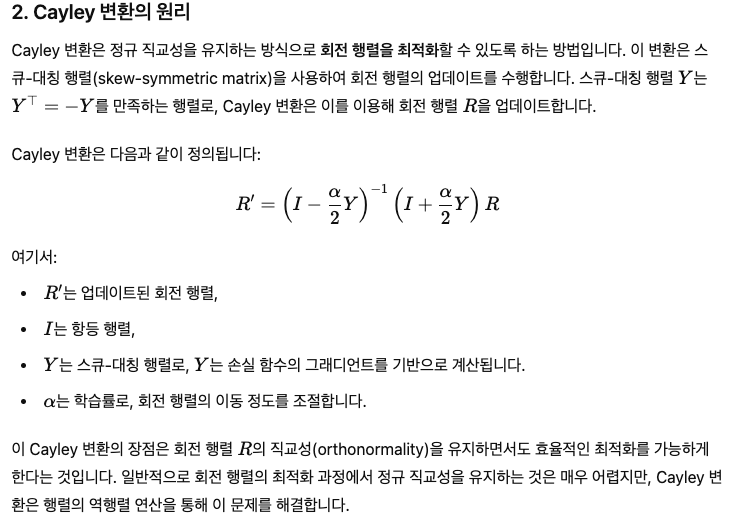 2. Cayley 변환의 원리
Cayley 변환은 정규 직교성을 유지하는 방식으로 회전 행렬을 최적화할 수 있도록 하는 방법입니다. 이 변환은 스
큐-대칭 행렬(skew-symmetric matrix)을 사용하여 회전 행렬의 업데이트를 수행합니다. 스큐-대칭 행렬 Y는
Y⊤ = −Y를 만족하는 행렬로, Cayley 변환은 이를 이용해 회전 행렬 R을 업데이트합니다.
Cayley 변환은 다음과 같이 정의됩니다:
R′ = (I − α/2 Y)⁻¹ (I + α/2 Y) R
여기서:
• R′는 업데이트된 회전 행렬,
• I는 항등 행렬,
• Y는 스큐-대칭 행렬로, Y는 손실 함수의 그래디언트를 기반으로 계산됩니다.
• α는 학습률로, 회전 행렬의 이동 정도를 조절합니다.
이 Cayley 변환의 장점은 회전 행렬 R의 직교성(orthonormality)을 유지하면서도 효율적인 최적화를 가능하게
한다는 것입니다. 일반적으로 회전 행렬의 최적화 과정에서 정규 직교성을 유지하는 것은 매우 어렵지만, Cayley 변
환은 행렬의 역행렬 연산을 통해 이 문제를 해결합니다.